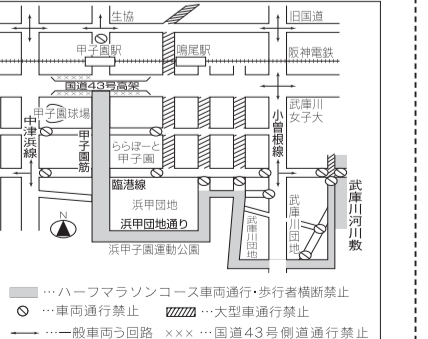 生協
旧国道
甲子園駅
鳴尾駅
阪神電鉄
国道43号高架
甲子園球場
武庫川
女子大
中津浜線
甲子園筋
ららぽーと
甲子園
小曽根線
臨港線
浜甲団地
浜甲団地通り
武庫川団地
武庫川団地
武庫川河川敷
N
浜甲子園運動公園
…ハーフマラソンコース車両通行・歩行者横断禁止
…車両通行禁止 …大型車通行禁止
…一般車両う回路 ×××…国道43号側道通行禁止